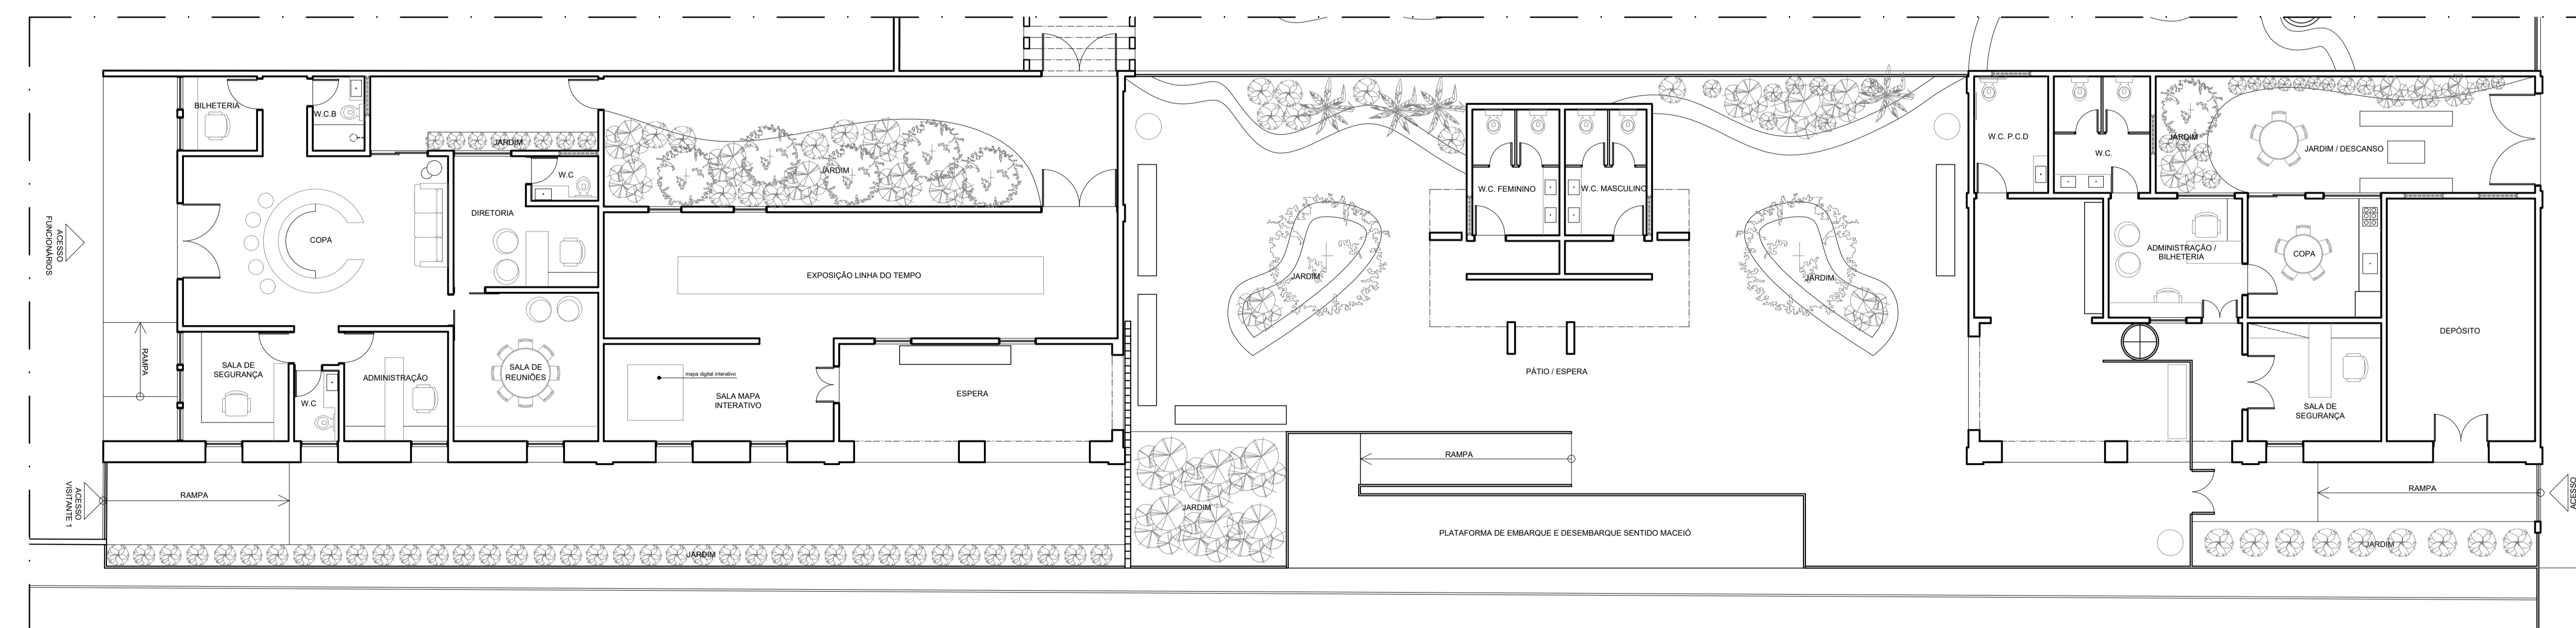 BILHETERIA
W.C.B
JARDIM
W.C
DIRETORIA
COPA
ACESSO
FUNCIONÁRIOS
RAMPA
SALA DE
SEGURANÇA
W.C
ADMINISTRAÇÃO
SALA DE
REUNIÕES
JARDIM
EXPOSIÇÃO LINHA DO TEMPO
mapa digital interativo
SALA MAPA
INTERATIVO
ESPERA
ACESSO
VISITANTE 1
RAMPA
JARDIM
W.C. FEMININO
W.C. MASCULINO
JARDIM
JARDIM
PÁTIO / ESPERA
RAMPA
JARDIM
PLATAFORMA DE EMBARQUE E DESEMBARQUE SENTIDO MACEIÓ
W.C. P.C.D
W.C.
JARDIM
JARDIM / DESCANSO
ADMINISTRAÇÃO /
BILHETERIA
COPA
DEPÓSITO
SALA DE
SEGURANÇA
RAMPA
JARDIM
ACESSO